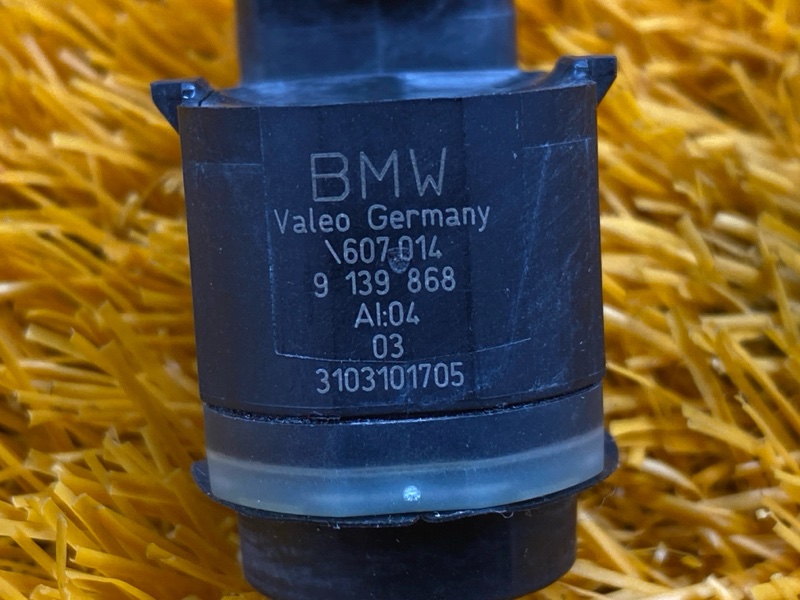 BMW
Valeo Germany
\607.014
9 139 868
AI:04
03
3103101705